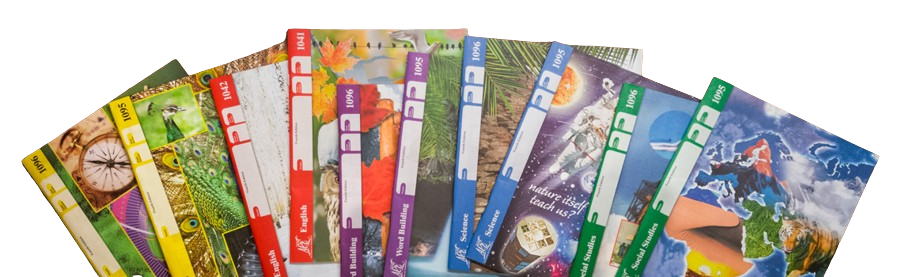 1096
1095
1042
English
1041
English
1096
Word Building
1095
Word Building
1096
Science
1095
Science
nature itself
teach us?
1096
Social Studies
1095
Social Studies